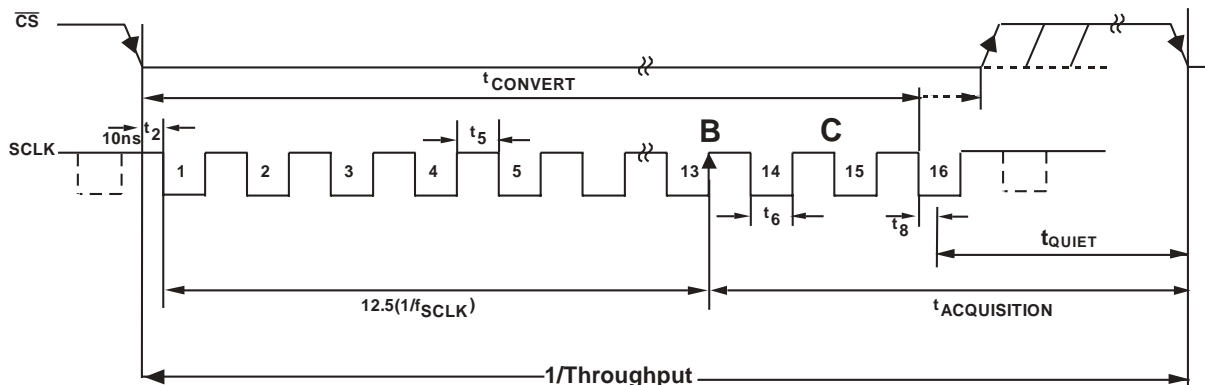 CS
tCONVERT
10ns t2
SCLK
t5
B
C
1 2 3 4 5 13 14 15 16
t6
t8
tQUIET
12.5(1/fSCLK)
tACQUISITION
1/Throughput